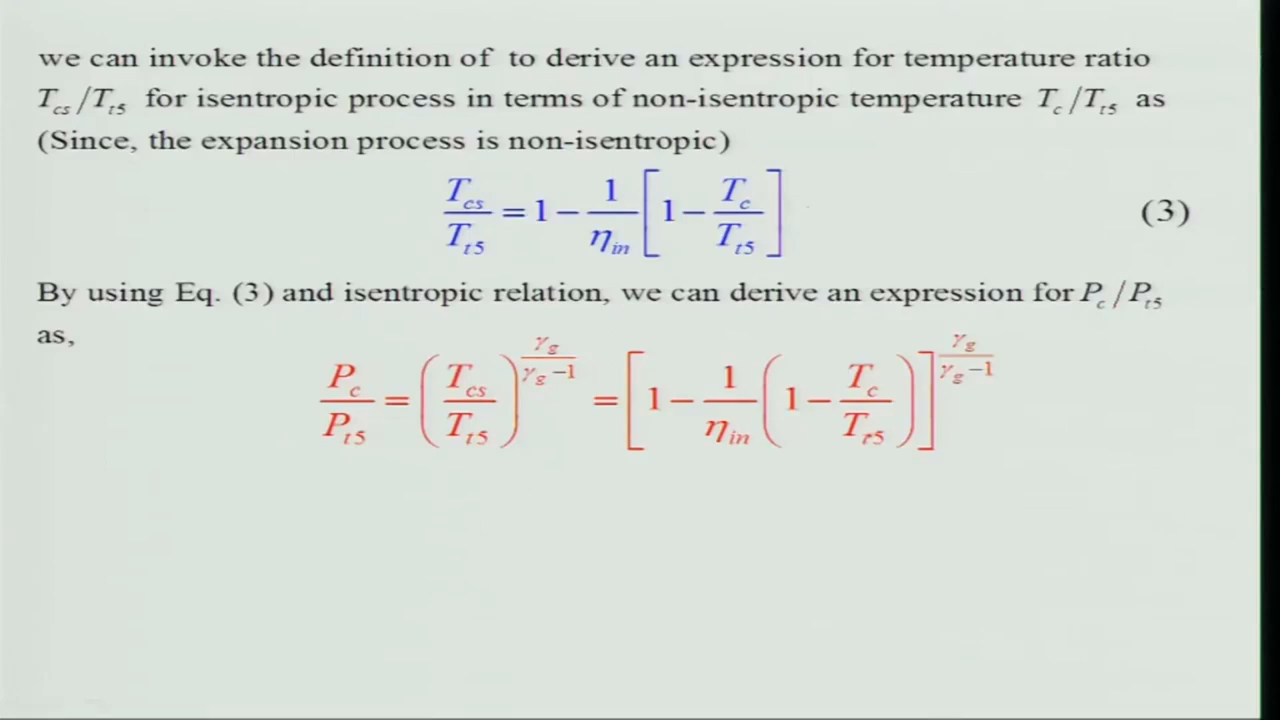 we can invoke the definition of to derive an expression for temperature ratio
T_cs/T_t5 for isentropic process in terms of non-isentropic temperature T_c/T_t5 as
(Since, the expansion process is non-isentropic)
T_cs/T_t5 = 1 − 1/η_in [1 − T_c/T_t5] (3)
By using Eq. (3) and isentropic relation, we can derive an expression for P_c/P_t5
as,
P_c/P_t5 = (T_cs/T_t5)^(γ_g/(γ_g−1)) = [1 − 1/η_in (1 − T_c/T_t5)]^(γ_g/(γ_g−1))